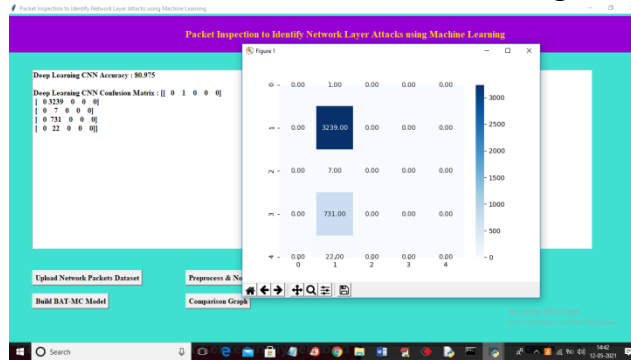 Packet Inspection to Identify Network Layer Attacks using Machine Learning
Packet Inspection to Identify Network Layer Attacks using Machine Learning
Figure 1
Deep Learning CNN Accuracy : 80.975
Deep Learning CNN Confusion Matrix : [[ 0 1 0 0 0]
[ 0 3239 0 0 0]
[ 0 7 0 0 0]
[ 0 731 0 0 0]
[ 0 22 0 0 0]]
0 0.00 1.00 0.00 0.00 0.00
3000
1 0.00 3239.00 0.00 0.00 0.00
2500
2000
2 0.00 7.00 0.00 0.00 0.00
1500
1000
3 0.00 731.00 0.00 0.00 0.00
500
4 0.00 22.00 0.00 0.00 0.00
0
0 1 2 3 4
Upload Network Packets Dataset
Preprocess & No
Build BAT-MC Model
Comparison Graph
Search
14:42
12-05-2021